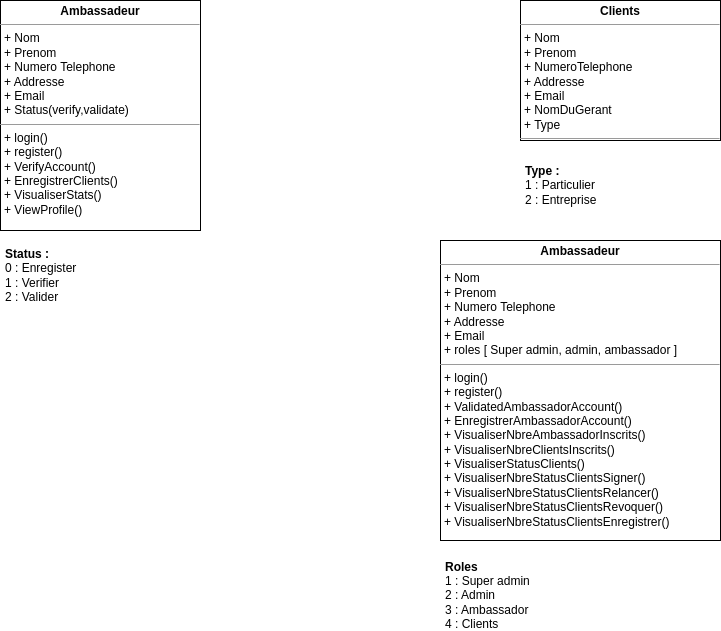 Ambassadeur
+ Nom
+ Prenom
+ Numero Telephone
+ Addresse
+ Email
+ Status(verify,validate)
+ login()
+ register()
+ VerifyAccount()
+ EnregistrerClients()
+ VisualiserStats()
+ ViewProfile()
Status :
0 : Enregister
1 : Verifier
2 : Valider
Clients
+ Nom
+ Prenom
+ NumeroTelephone
+ Addresse
+ Email
+ NomDuGerant
+ Type
Type :
1 : Particulier
2 : Entreprise
Ambassadeur
+ Nom
+ Prenom
+ Numero Telephone
+ Addresse
+ Email
+ roles [ Super admin, admin, ambassador ]
+ login()
+ register()
+ ValidatedAmbassadorAccount()
+ EnregistrerAmbassadorAccount()
+ VisualiserNbreAmbassadorInscrits()
+ VisualiserNbreClientsInscrits()
+ VisualiserStatusClients()
+ VisualiserNbreStatusClientsSigner()
+ VisualiserNbreStatusClientsRelancer()
+ VisualiserNbreStatusClientsRevoquer()
+ VisualiserNbreStatusClientsEnregistrer()
Roles
1 : Super admin
2 : Admin
3 : Ambassador
4 : Clients